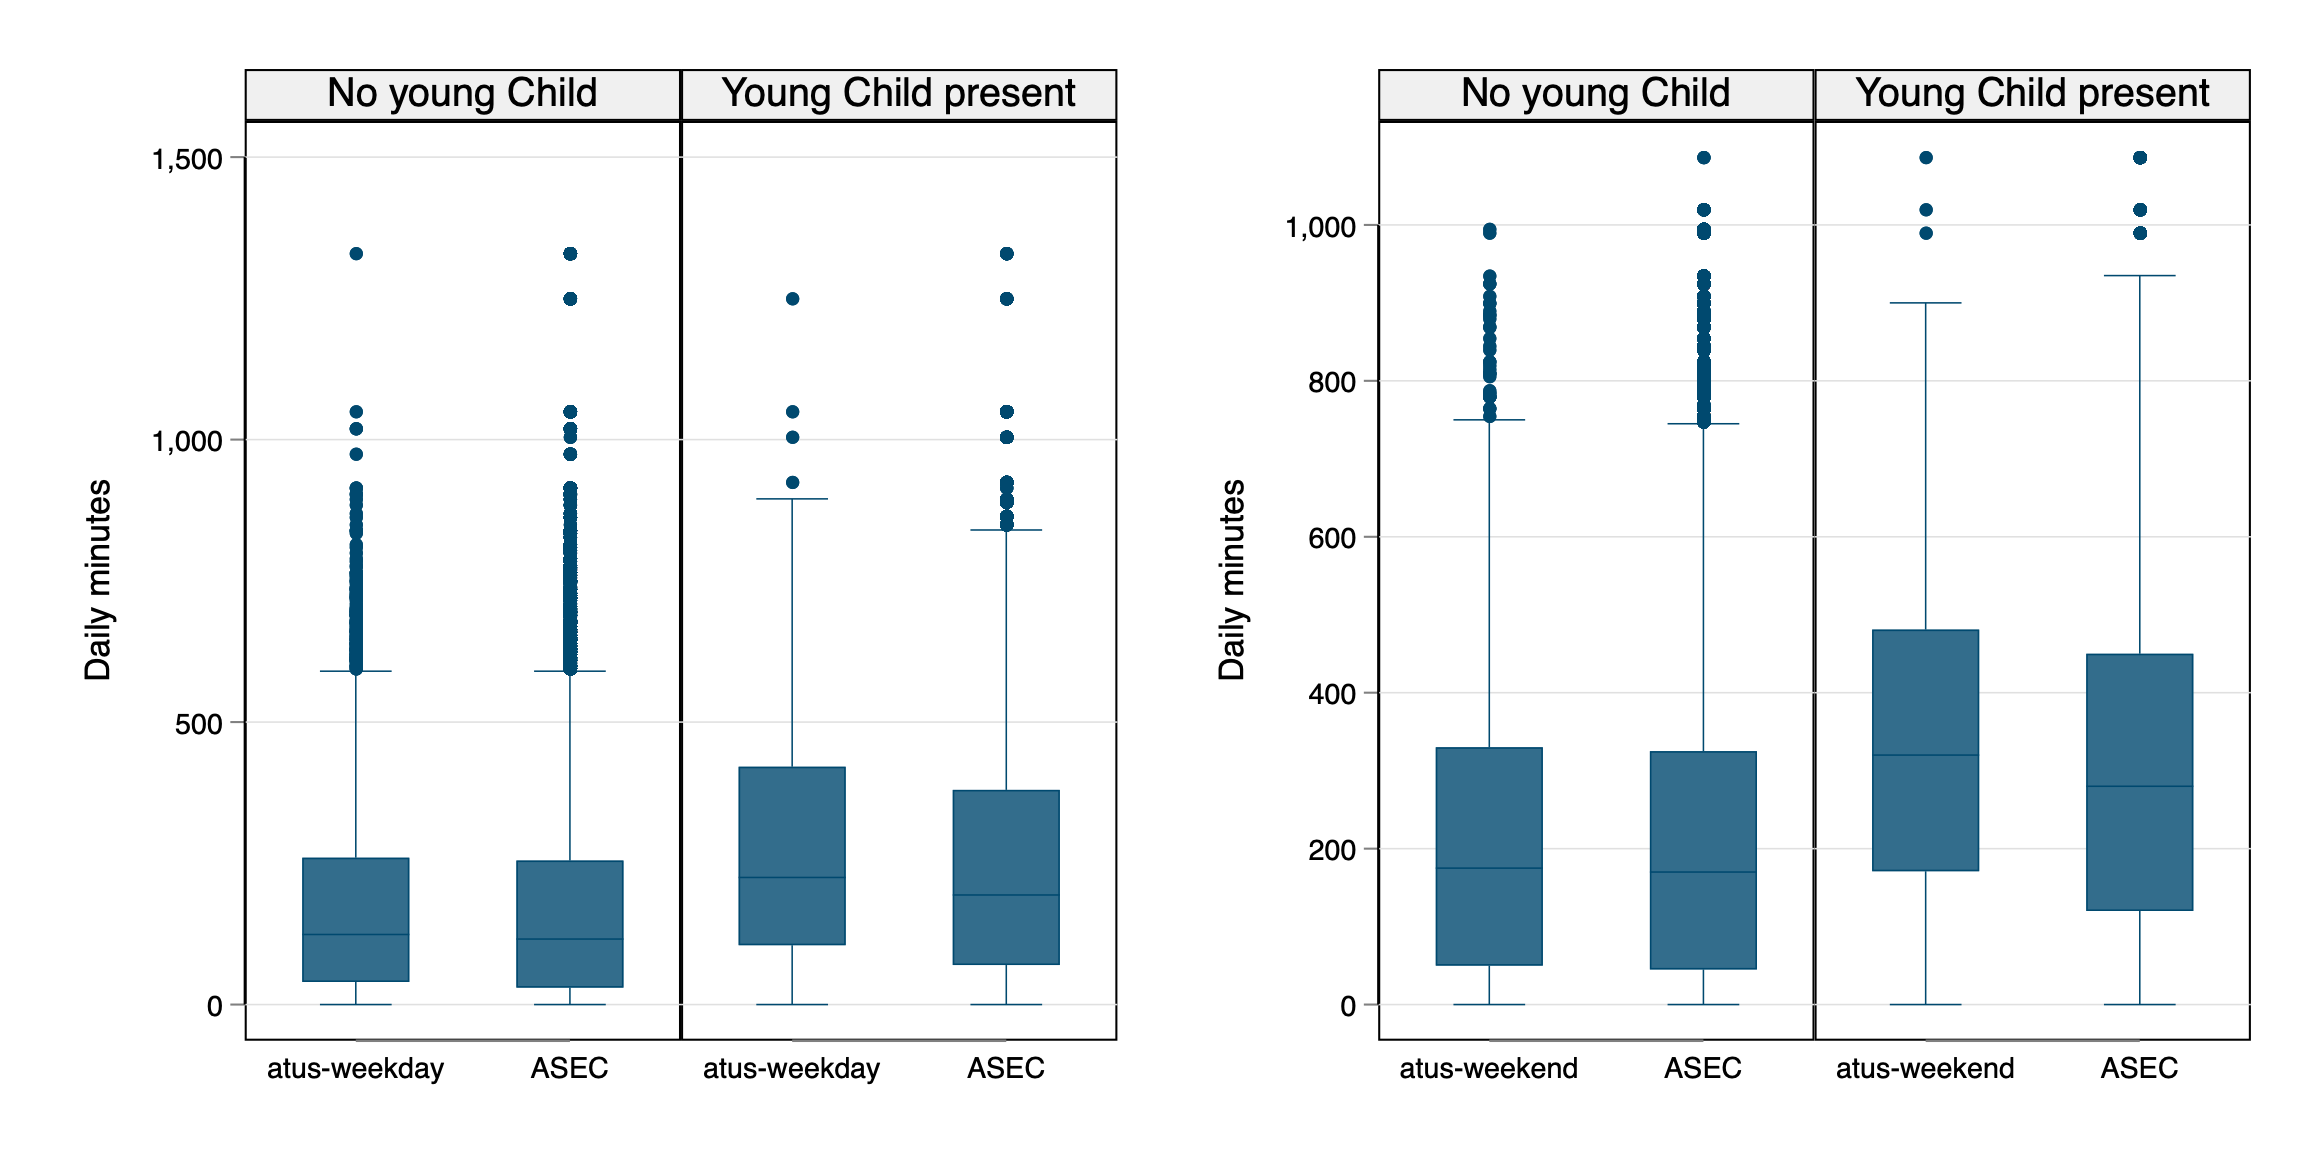 No young Child
Young Child present
1,500
1,000
500
0
Daily minutes
atus-weekday
ASEC
atus-weekday
ASEC
No young Child
Young Child present
1,000
800
600
400
200
0
Daily minutes
atus-weekend
ASEC
atus-weekend
ASEC